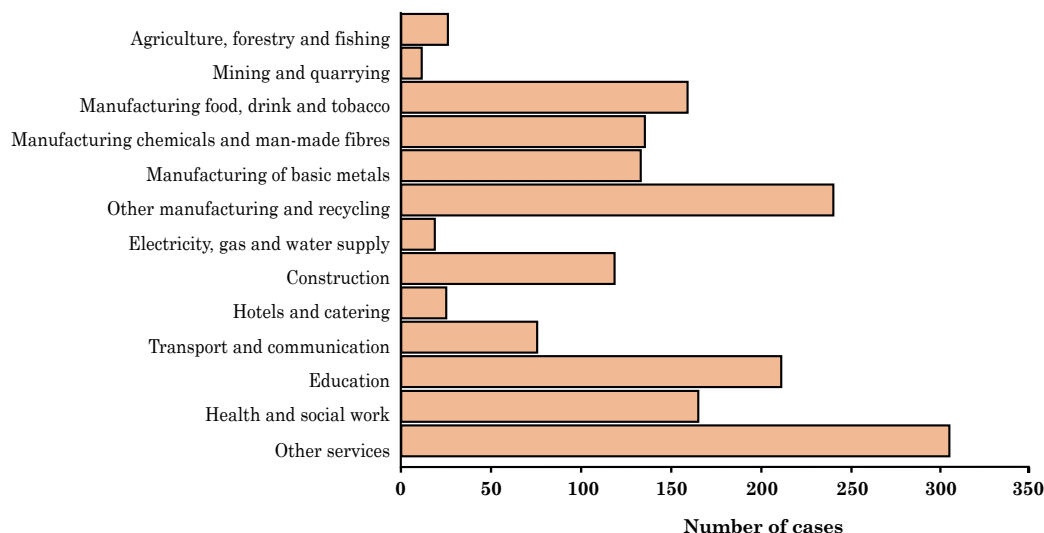 Agriculture, forestry and fishing
Mining and quarrying
Manufacturing food, drink and tobacco
Manufacturing chemicals and man-made fibres
Manufacturing of basic metals
Other manufacturing and recycling
Electricity, gas and water supply
Construction
Hotels and catering
Transport and communication
Education
Health and social work
Other services
0 50 100 150 200 250 300 350
Number of cases